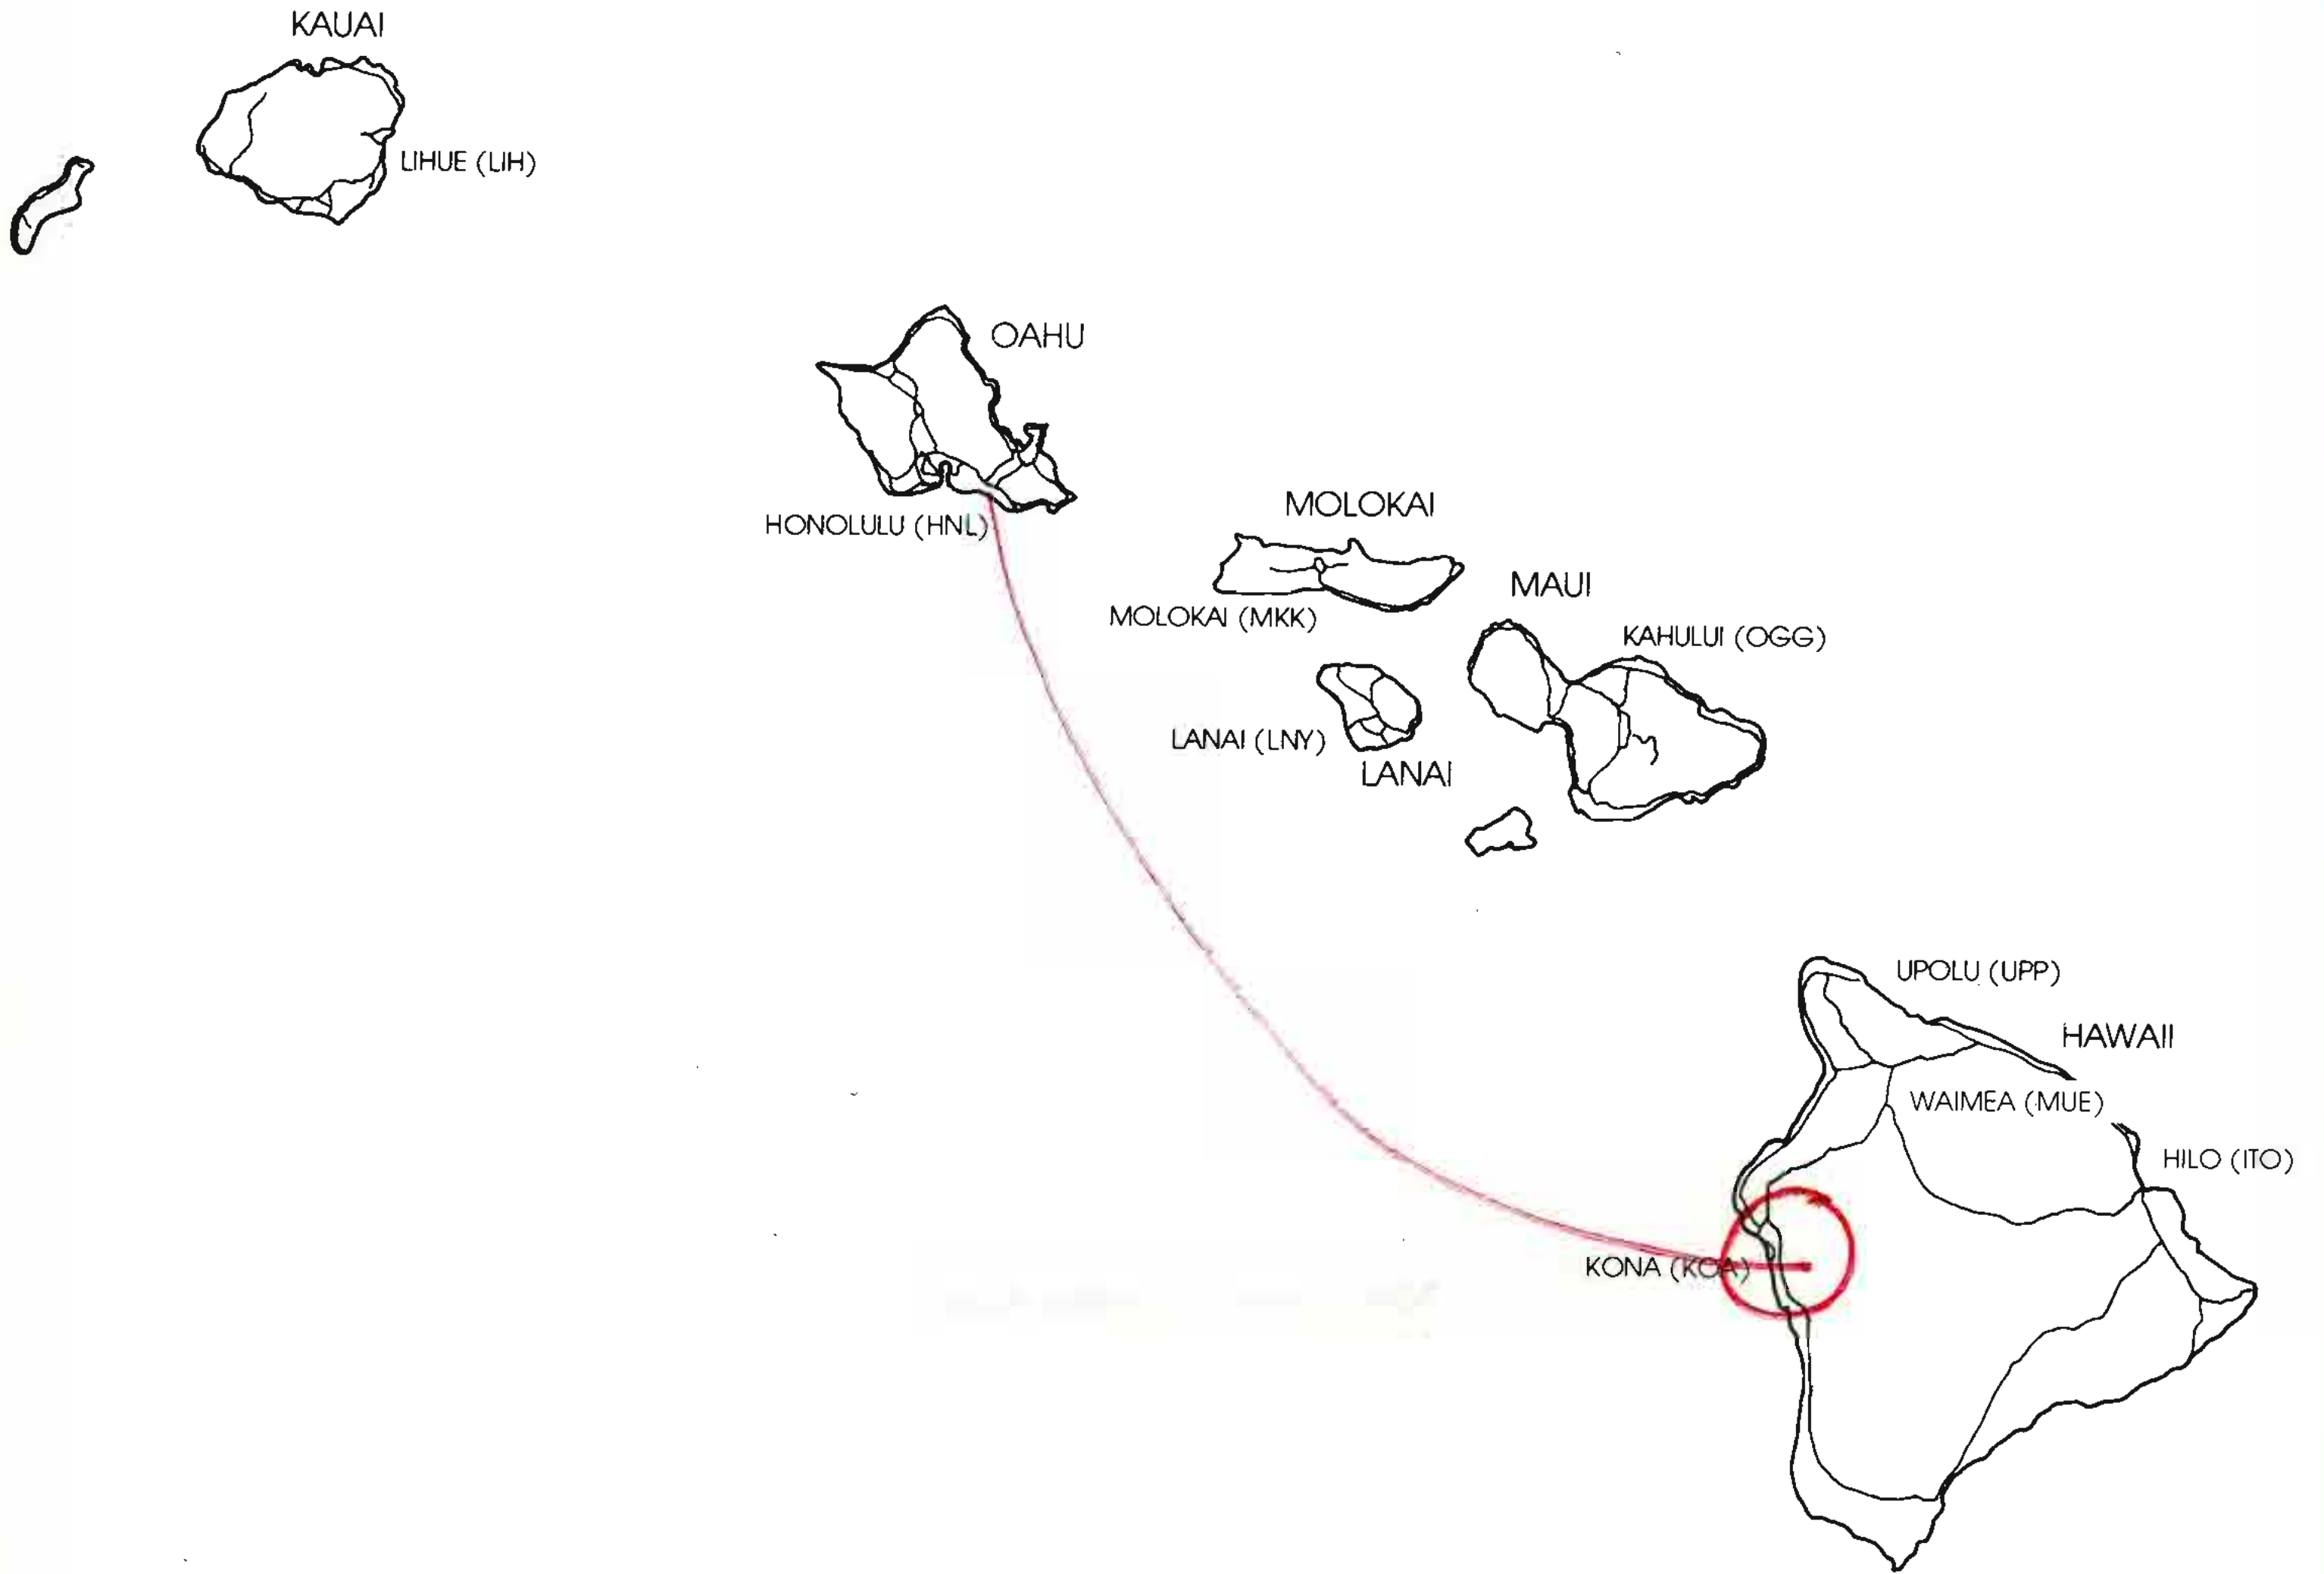 KAUAI
LIHUE (LIH)
OAHU
HONOLULU (HNL)
MOLOKAI
MOLOKAI (MKK)
MAUI
KAHULUI (OGG)
LANAI (LNY)
LANAI
UPOLU (UPP)
HAWAII
WAIMEA (MUE)
HILO (ITO)
KONA (KOA)